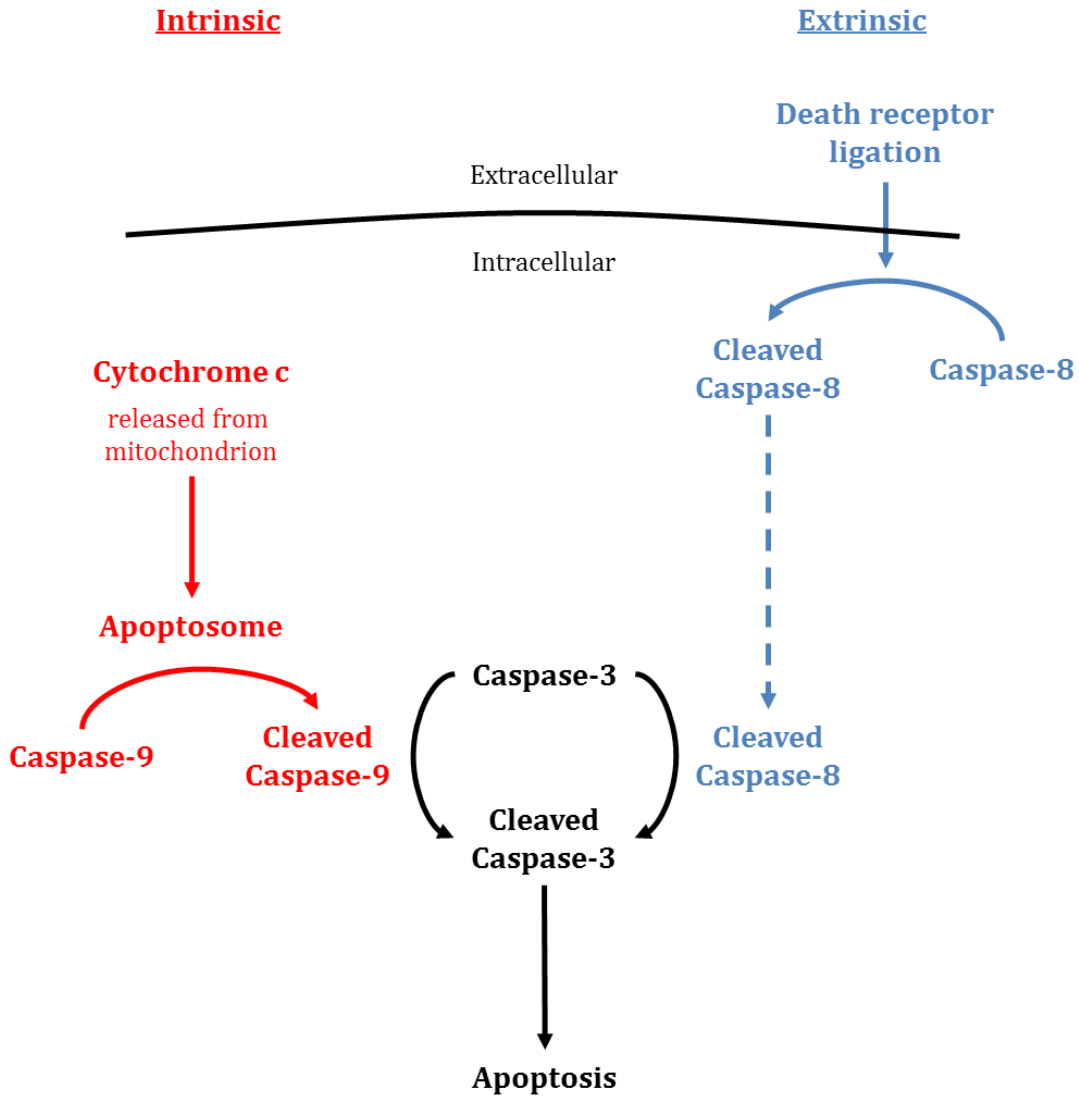 Intrinsic
Extrinsic
Death receptor
ligation
Extracellular
Intracellular
Cleaved
Caspase-8
Caspase-8
Cytochrome c
released from
mitochondrion
Apoptosome
Caspase-9
Cleaved
Caspase-9
Caspase-3
Cleaved
Caspase-8
Cleaved
Caspase-3
Apoptosis